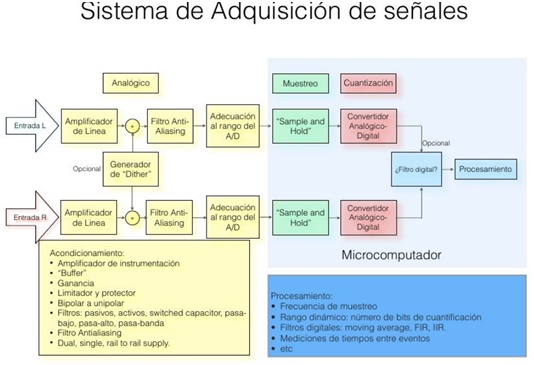 Sistema de Adquisición de señales
Analógico
Muestreo
Cuantización
Entrada L
Amplificador
de Linea
+
Filtro Anti-
Aliasing
Adecuación
al rango del
A/D
“Sample and
Hold”
Convertidor
Analógico-
Digital
Opcional
Opcional
Generador
de “Dither”
¿Filtro digital?
Procesamiento
Entrada R
Amplificador
de Linea
+
Filtro Anti-
Aliasing
Adecuación
al rango del
A/D
“Sample and
Hold”
Convertidor
Analógico-
Digital
Microcomputador
Acondicionamiento:
• Amplificador de instrumentación
• “Buffer”
• Ganancia
• Limitador y protector
• Bipolar a unipolar
• Filtros: pasivos, activos, switched capacitor, pasa-
bajo, pasa-alto, pasa-banda
• Filtro Antialiasing
• Dual, single, rail to rail supply.
Procesamiento:
• Frecuencia de muestreo
• Rango dinámico: número de bits de cuantificación
• Filtros digitales: moving average, FIR, IIR.
• Mediciones de tiempos entre eventos
• etc